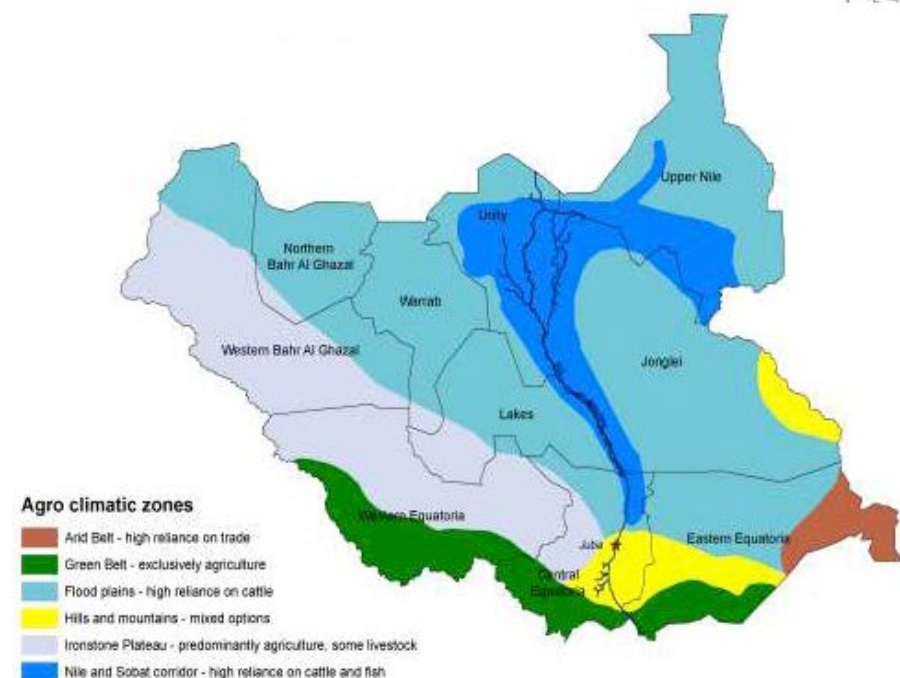 Upper Nile
Unity
Northern
Bahr Al Ghazal
Warrab
Western Bahr Al Ghazal
Jonglei
Lakes
Western Equatoria
Eastern Equatoria
Juba
Central
Equatoria
Agro climatic zones
Arid Belt - high reliance on trade
Green Belt - exclusively agriculture
Flood plains - high reliance on cattle
Hills and mountains - mixed options
Ironstone Plateau - predominantly agriculture, some livestock
Nile and Sobat corridor - high reliance on cattle and fish